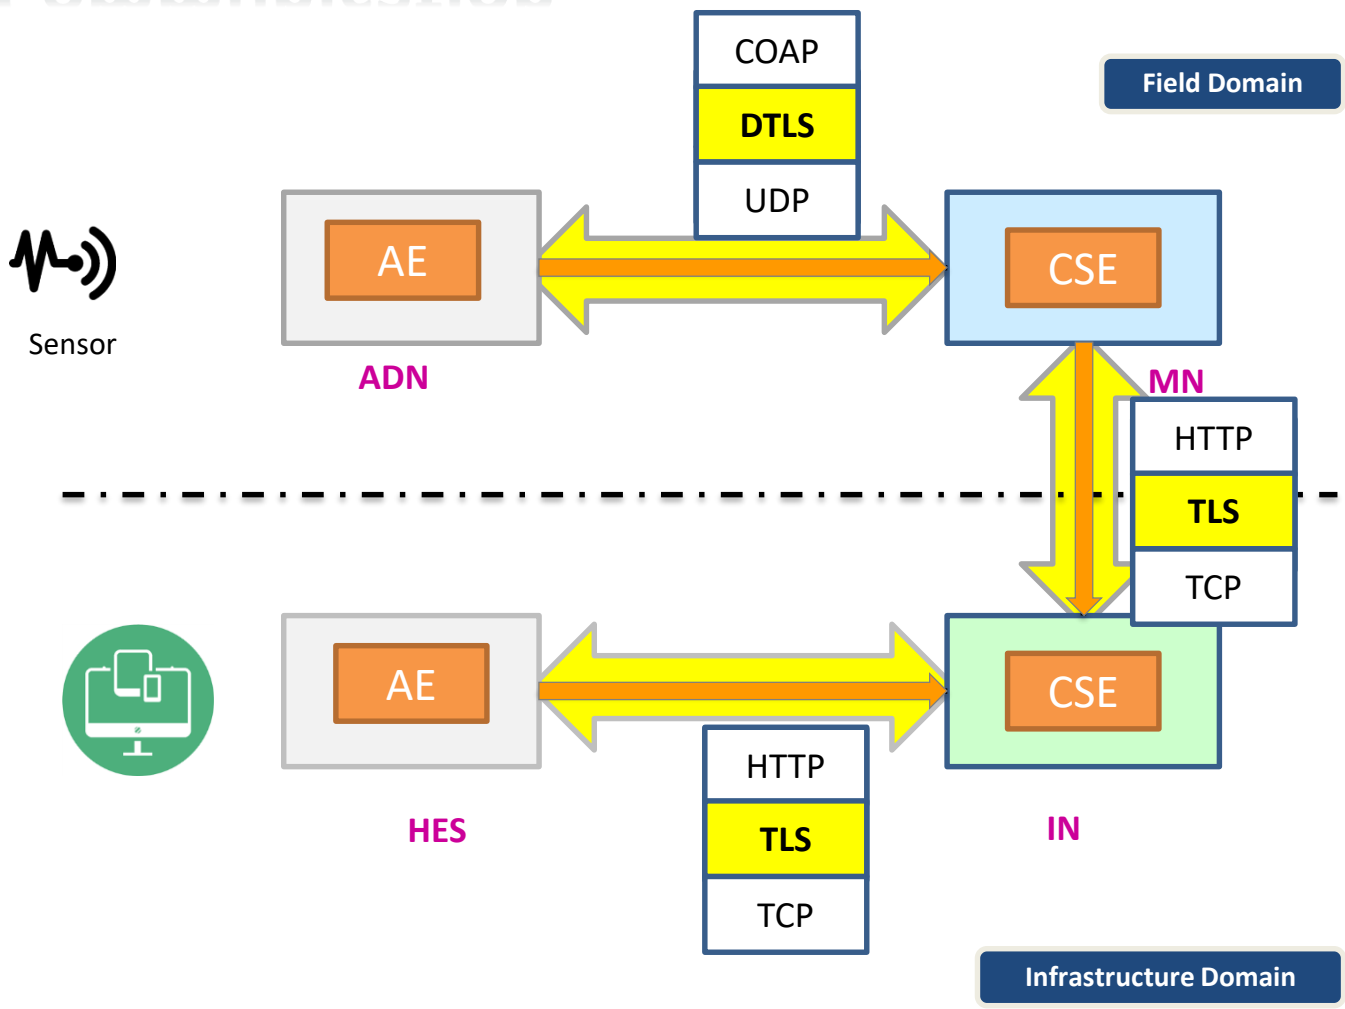 COAP
Field Domain
DTLS
UDP
AE
CSE
Sensor
ADN
MN
HTTP
TLS
TCP
AE
CSE
HTTP
HES
IN
TLS
TCP
Infrastructure Domain